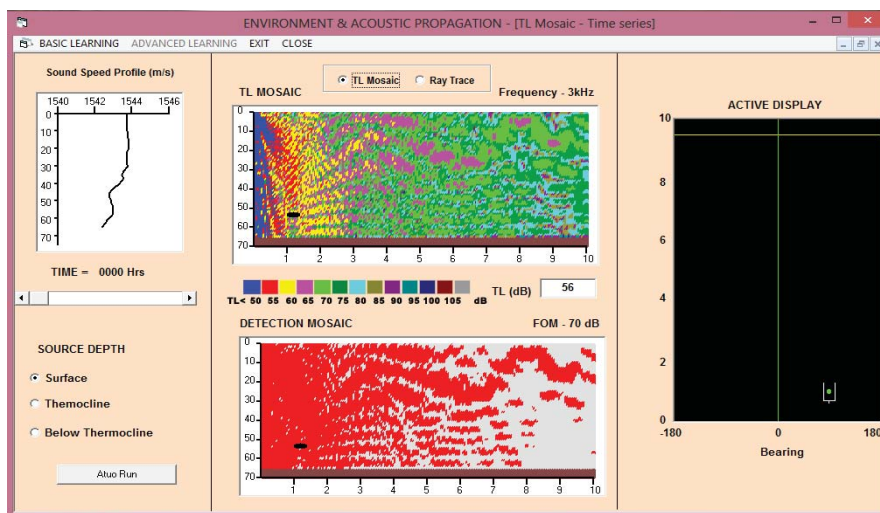 ENVIRONMENT & ACOUSTIC PROPAGATION - [TL Mosaic - Time series]
BASIC LEARNING ADVANCED LEARNING EXIT CLOSE
Sound Speed Profile (m/s)
1540 1542 1544 1546
0
10
20
30
40
50
60
70
TIME = 0000 Hrs
SOURCE DEPTH
Surface
Themocline
Below Thermocline
Atuo Run
TL Mosaic Ray Trace
TL MOSAIC Frequency - 3kHz
0
10
20
30
40
50
60
70
1 2 3 4 5 6 7 8 9 10
TL< 50 55 60 65 70 75 80 85 90 95 100 105 dB
TL (dB) 56
DETECTION MOSAIC FOM - 70 dB
0
10
20
30
40
50
60
70
1 2 3 4 5 6 7 8 9 10
ACTIVE DISPLAY
10
8
6
4
2
0
-180 0 180
Bearing